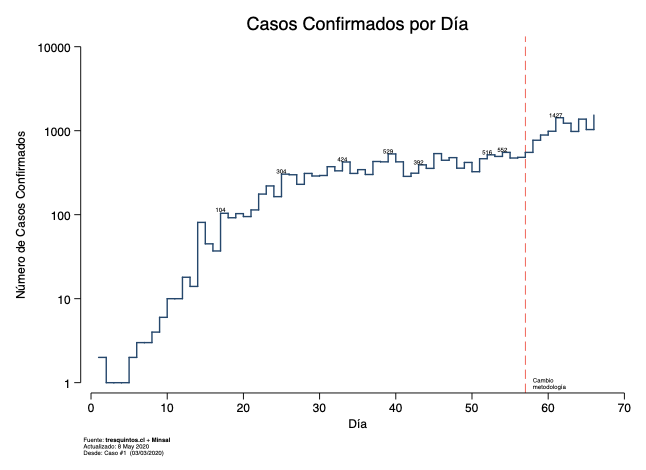 Casos Confirmados por Día
10000
1000
100
10
1
Número de Casos Confirmados
104
304
424
529
392
516
552
1427
Cambio
metodología
0 10 20 30 40 50 60 70
Día
Fuente: tresquintos.cl + Minsal
Actualizado: 8 May 2020
Desde: Caso #1 (03/03/2020)